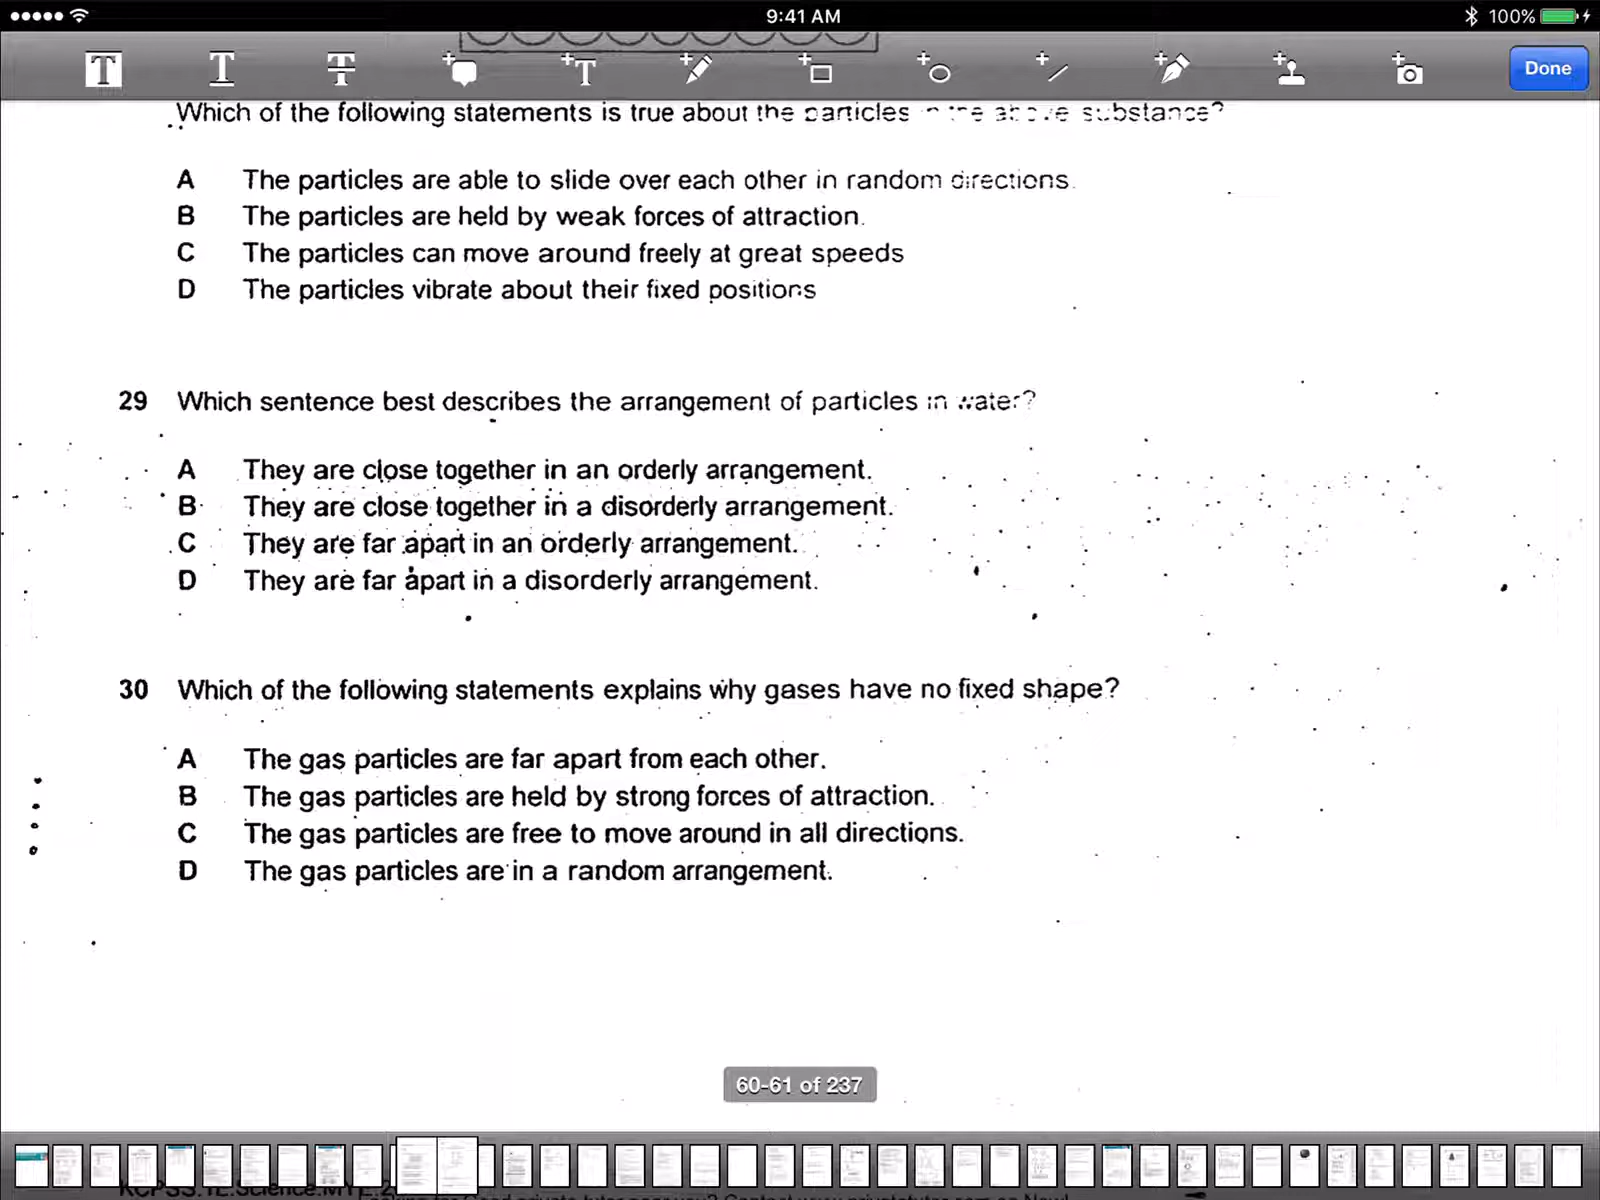 9:41 AM
100%
Done
Which of the following statements is true about the particles in the above substance?
A The particles are able to slide over each other in random directions.
B The particles are held by weak forces of attraction.
C The particles can move around freely at great speeds
D The particles vibrate about their fixed positions
29 Which sentence best describes the arrangement of particles in water?
A They are close together in an orderly arrangement.
B They are close together in a disorderly arrangement.
C They are far apart in an orderly arrangement.
D They are far apart in a disorderly arrangement.
30 Which of the following statements explains why gases have no fixed shape?
A The gas particles are far apart from each other.
B The gas particles are held by strong forces of attraction.
C The gas particles are free to move around in all directions.
D The gas particles are in a random arrangement.
60-61 of 237